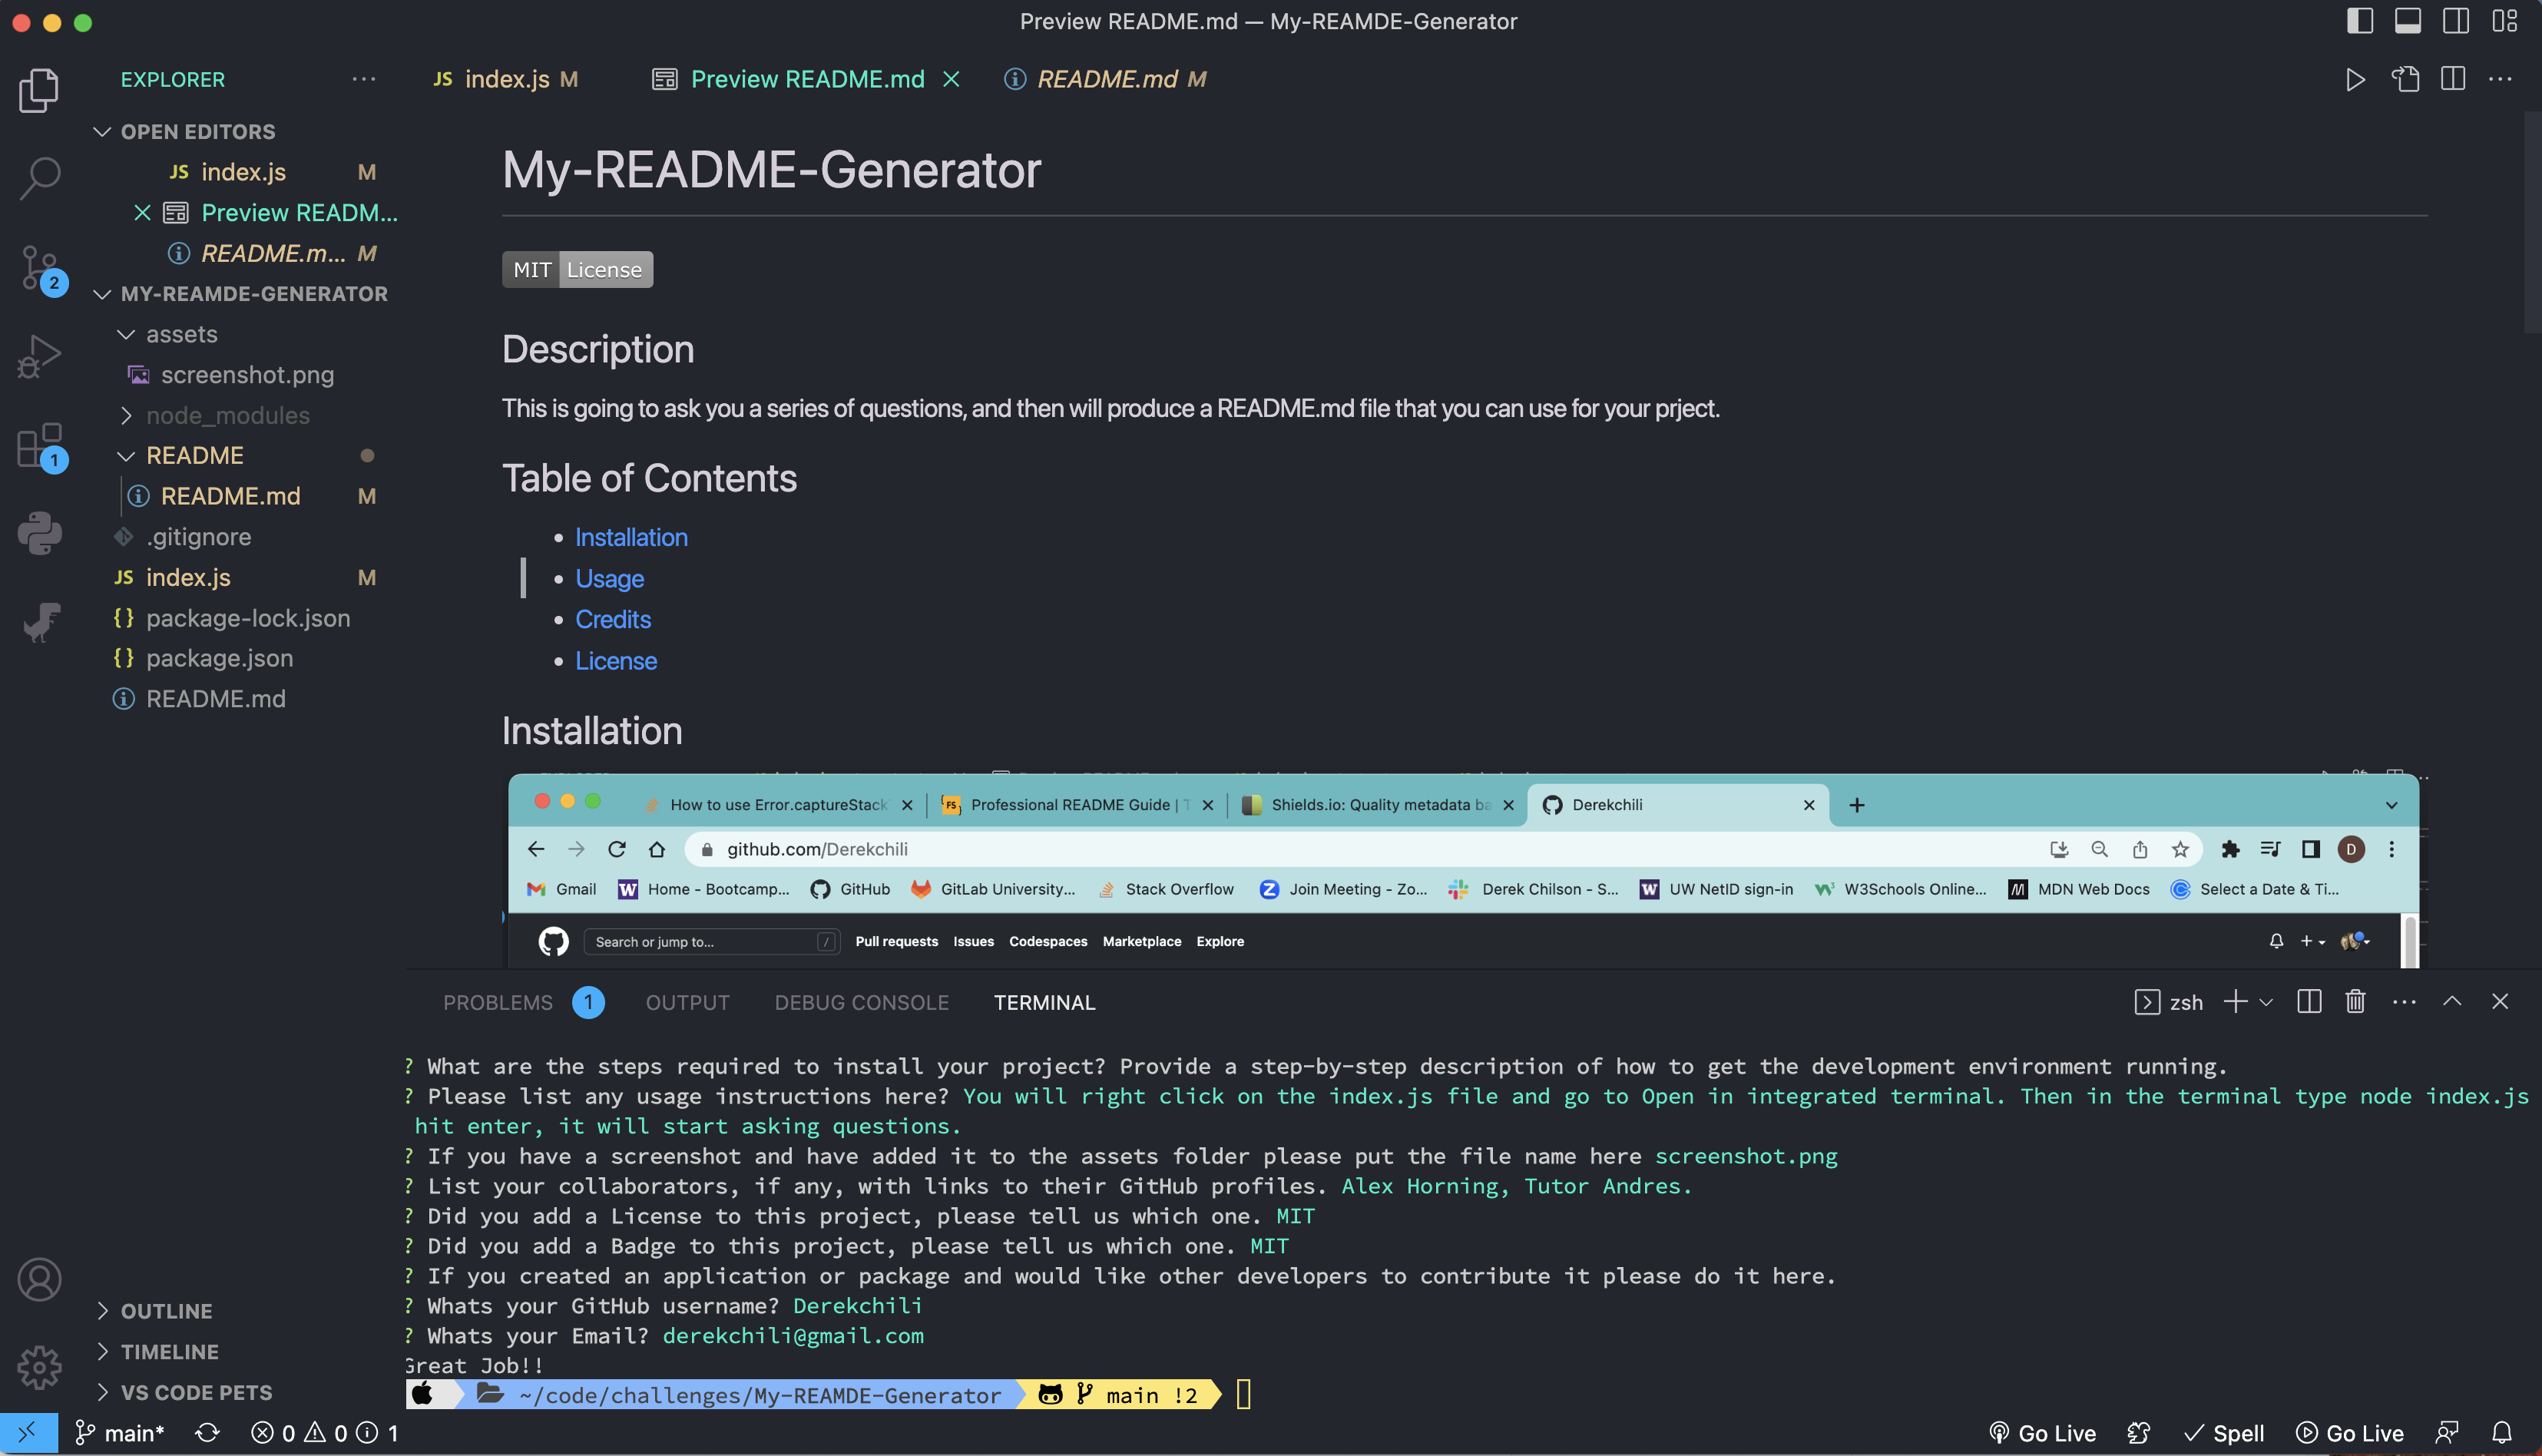 Preview README.md — My-REAMDE-Generator
EXPLORER
JS index.js M
Preview README.md
README.md M
OPEN EDITORS
JS index.js M
Preview READM...
README.m... M
MY-REAMDE-GENERATOR
assets
screenshot.png
node_modules
README
README.md M
.gitignore
JS index.js M
{} package-lock.json
{} package.json
README.md
OUTLINE
TIMELINE
VS CODE PETS
2
1
My-README-Generator
MIT License
Description
This is going to ask you a series of questions, and then will produce a README.md file that you can use for your prject.
Table of Contents
• Installation
• Usage
• Credits
• License
Installation
How to use Error.captureStack
Professional README Guide |
Shields.io: Quality metadata ba
Derekchili
github.com/Derekchili
D
Gmail
Home - Bootcamp...
GitHub
GitLab University...
Stack Overflow
Join Meeting - Zo...
Derek Chilson - S...
UW NetID sign-in
W3Schools Online...
MDN Web Docs
Select a Date & Ti...
Search or jump to... /
Pull requests Issues Codespaces Marketplace Explore
PROBLEMS 1 OUTPUT DEBUG CONSOLE TERMINAL
zsh
? What are the steps required to install your project? Provide a step-by-step description of how to get the development environment running.
? Please list any usage instructions here? You will right click on the index.js file and go to Open in integrated terminal. Then in the terminal type node index.js
hit enter, it will start asking questions.
? If you have a screenshot and have added it to the assets folder please put the file name here screenshot.png
? List your collaborators, if any, with links to their GitHub profiles. Alex Horning, Tutor Andres.
? Did you add a License to this project, please tell us which one. MIT
? Did you add a Badge to this project, please tell us which one. MIT
? If you created an application or package and would like other developers to contribute it please do it here.
? Whats your GitHub username? Derekchili
? Whats your Email? derekchili@gmail.com
Great Job!!
~/code/challenges/My-REAMDE-Generator main !2
main* 0 0 1
Go Live Spell Go Live